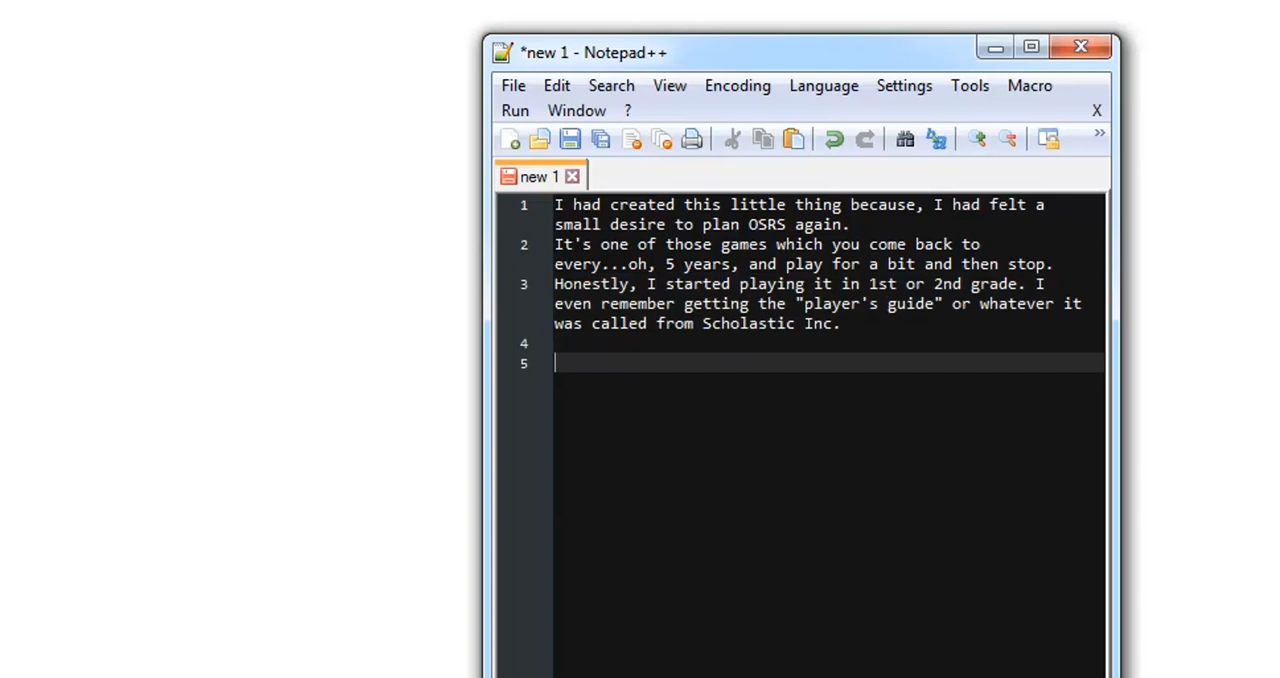 *new 1 - Notepad++
File Edit Search View Encoding Language Settings Tools Macro
Run Window ? X
new 1
1 I had created this little thing because, I had felt a
small desire to plan OSRS again.
2 It's one of those games which you come back to
every...oh, 5 years, and play for a bit and then stop.
3 Honestly, I started playing it in 1st or 2nd grade. I
even remember getting the "player's guide" or whatever it
was called from Scholastic Inc.
4
5